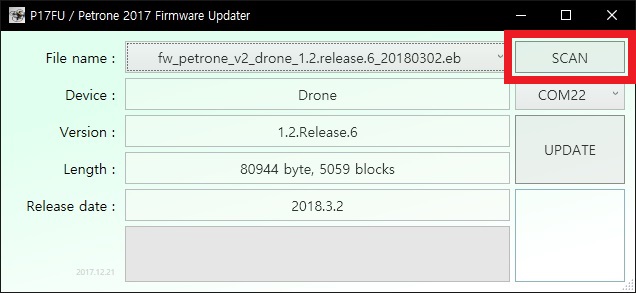 P17FU / Petrone 2017 Firmware Updater
File name : fw_petrone_v2_drone_1.2.release.6_20180302.eb SCAN
Device : Drone COM22
Version : 1.2.Release.6 UPDATE
Length : 80944 byte, 5059 blocks
Release date : 2018.3.2
2017.12.21